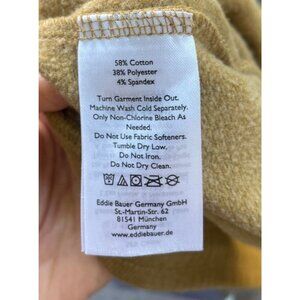 58% Cotton
38% Polyester
4% Spandex
Turn Garment Inside Out.
Machine Wash Cold Separately.
Only Non-Chlorine Bleach As
Needed.
Do Not Use Fabric Softeners.
Tumble Dry Low.
Do Not Iron.
Do Not Dry Clean.
Eddie Bauer Germany GmbH
St.-Martin-Str. 62
81541 München
Germany
www.eddiebauer.de